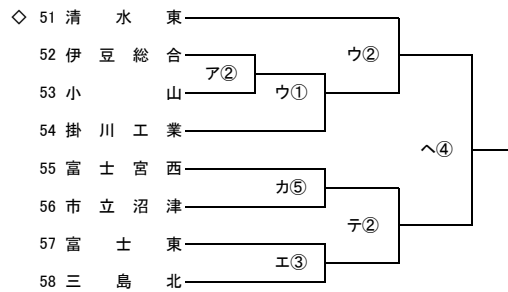 ◇ 51 清水東
ウ②
52 伊豆総合
ア②
53 小山
ウ①
54 掛川工業
ヘ④
55 富士宮西
カ⑤
56 市立沼津
テ②
57 富士東
エ③
58 三島北